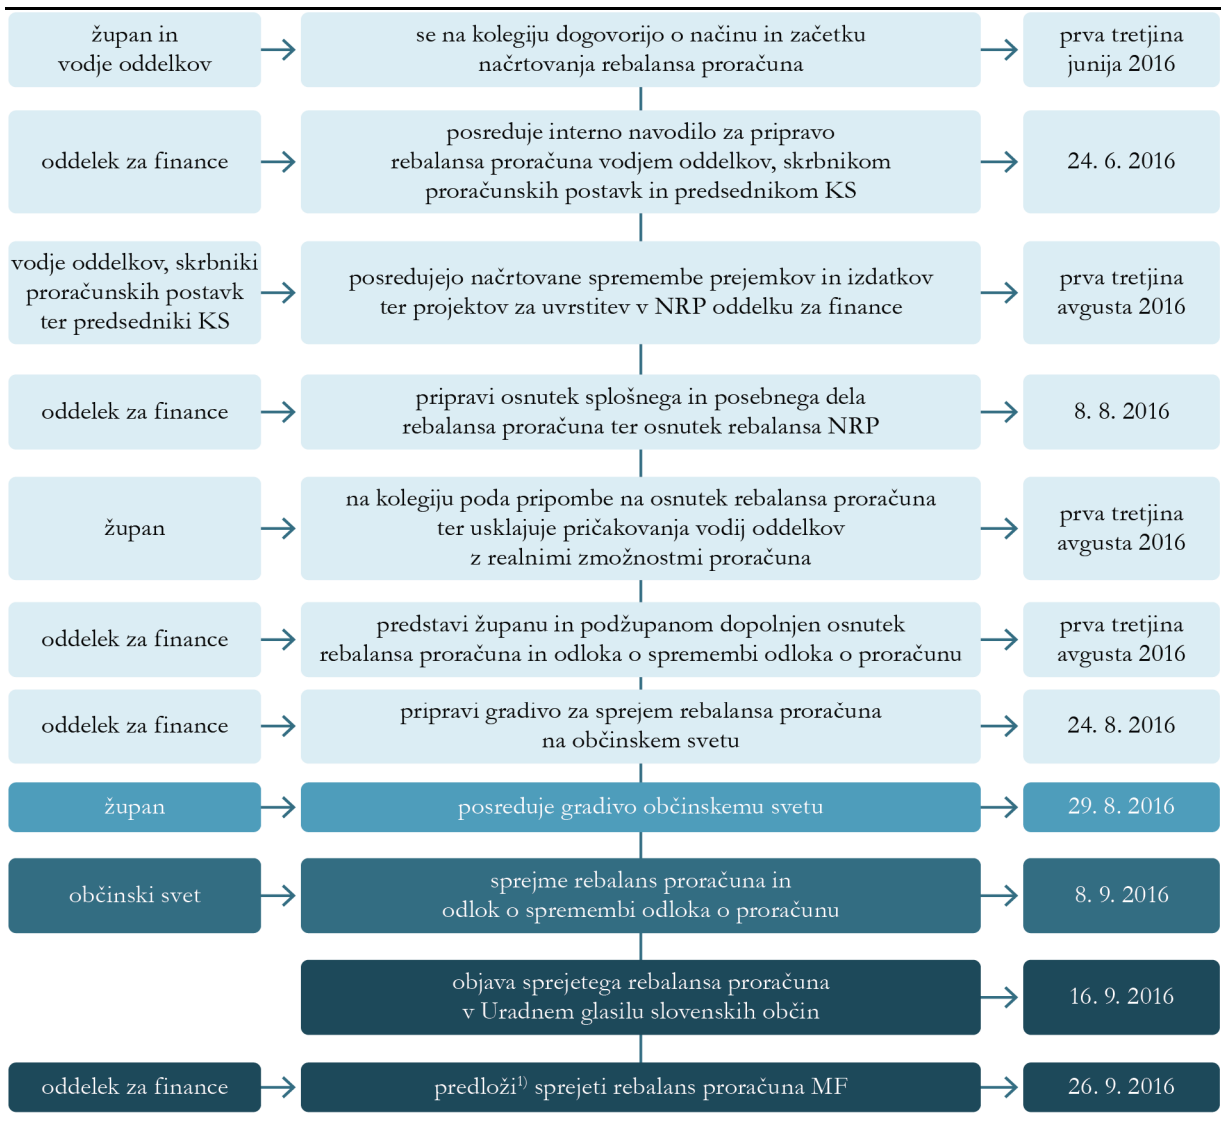 župan in
vodje oddelkov
se na kolegiju dogovorijo o načinu in začetku
načrtovanja rebalansa proračuna
prva tretjina
junija 2016
oddelek za finance
posreduje interno navodilo za pripravo
rebalansa proračuna vodjem oddelkov, skrbnikom
proračunskih postavk in predsednikom KS
24. 6. 2016
vodje oddelkov, skrbniki
proračunskih postavk
ter predsedniki KS
posredujejo načrtovane spremembe prejemkov in izdatkov
ter projektov za uvrstitev v NRP oddelku za finance
prva tretjina
avgusta 2016
oddelek za finance
pripravi osnutek splošnega in posebnega dela
rebalansa proračuna ter osnutek rebalansa NRP
8. 8. 2016
župan
na kolegiju poda pripombe na osnutek rebalansa proračuna
ter usklajuje pričakovanja vodij oddelkov
z realnimi zmožnostmi proračuna
prva tretjina
avgusta 2016
oddelek za finance
predstavi županu in podžupanom dopolnjen osnutek
rebalansa proračuna in odloka o spremembi odloka o proračunu
prva tretjina
avgusta 2016
oddelek za finance
pripravi gradivo za sprejem rebalansa proračuna
na občinskem svetu
24. 8. 2016
župan
posreduje gradivo občinskemu svetu
29. 8. 2016
občinski svet
sprejme rebalans proračuna in
odlok o spremembi odloka o proračunu
8. 9. 2016
objava sprejetega rebalansa proračuna
v Uradnem glasilu slovenskih občin
16. 9. 2016
oddelek za finance
predloži¹⁾ sprejeti rebalans proračuna MF
26. 9. 2016